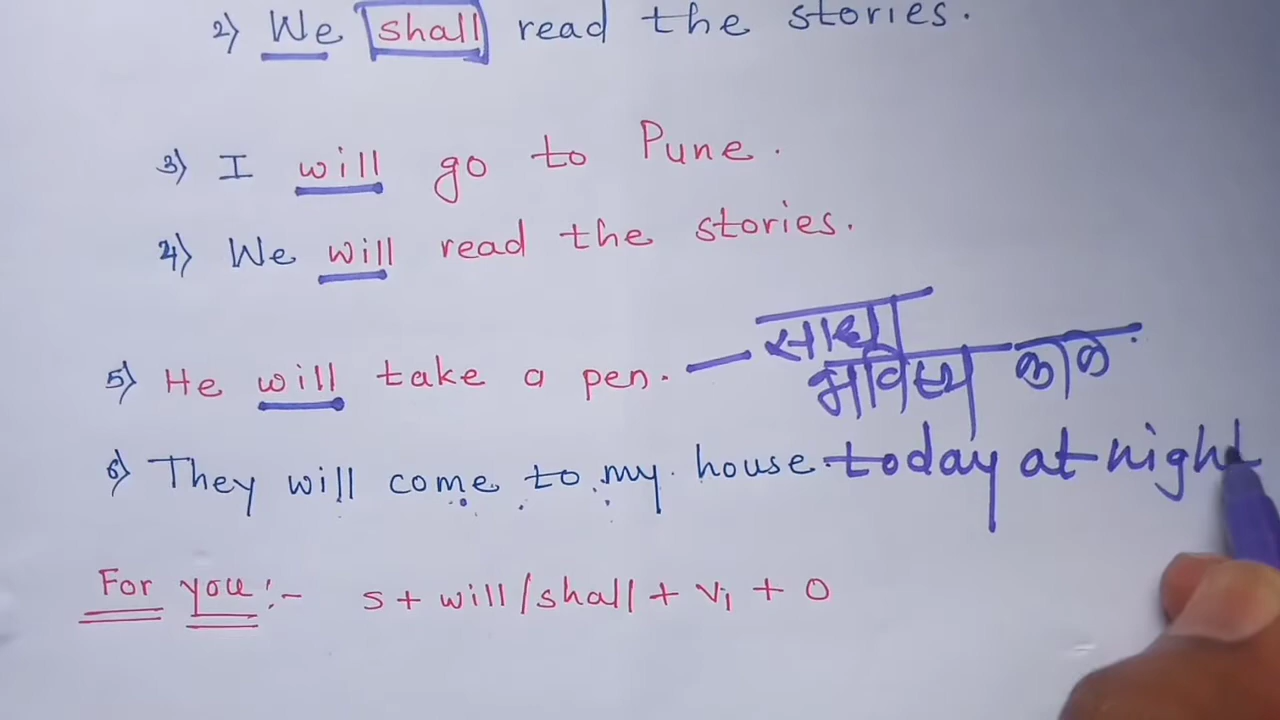 2) We shall read the stories.
3) I will go to Pune.
4) We will read the stories.
5) He will take a pen. — साधा
भविष्य काळ.
6) They will come to my house. today at night
For you:- S + will/shall + V1 + O